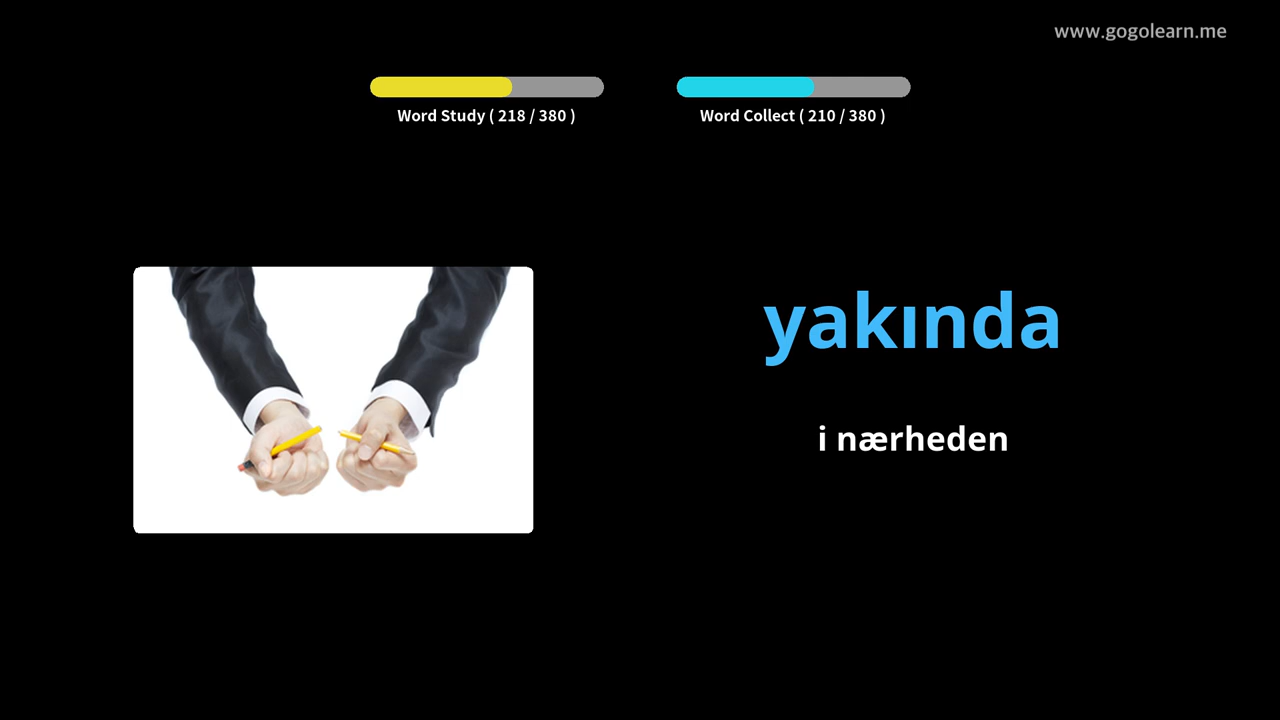 www.gogolearn.me
Word Study ( 218 / 380 )
Word Collect ( 210 / 380 )
yakında
i nærheden